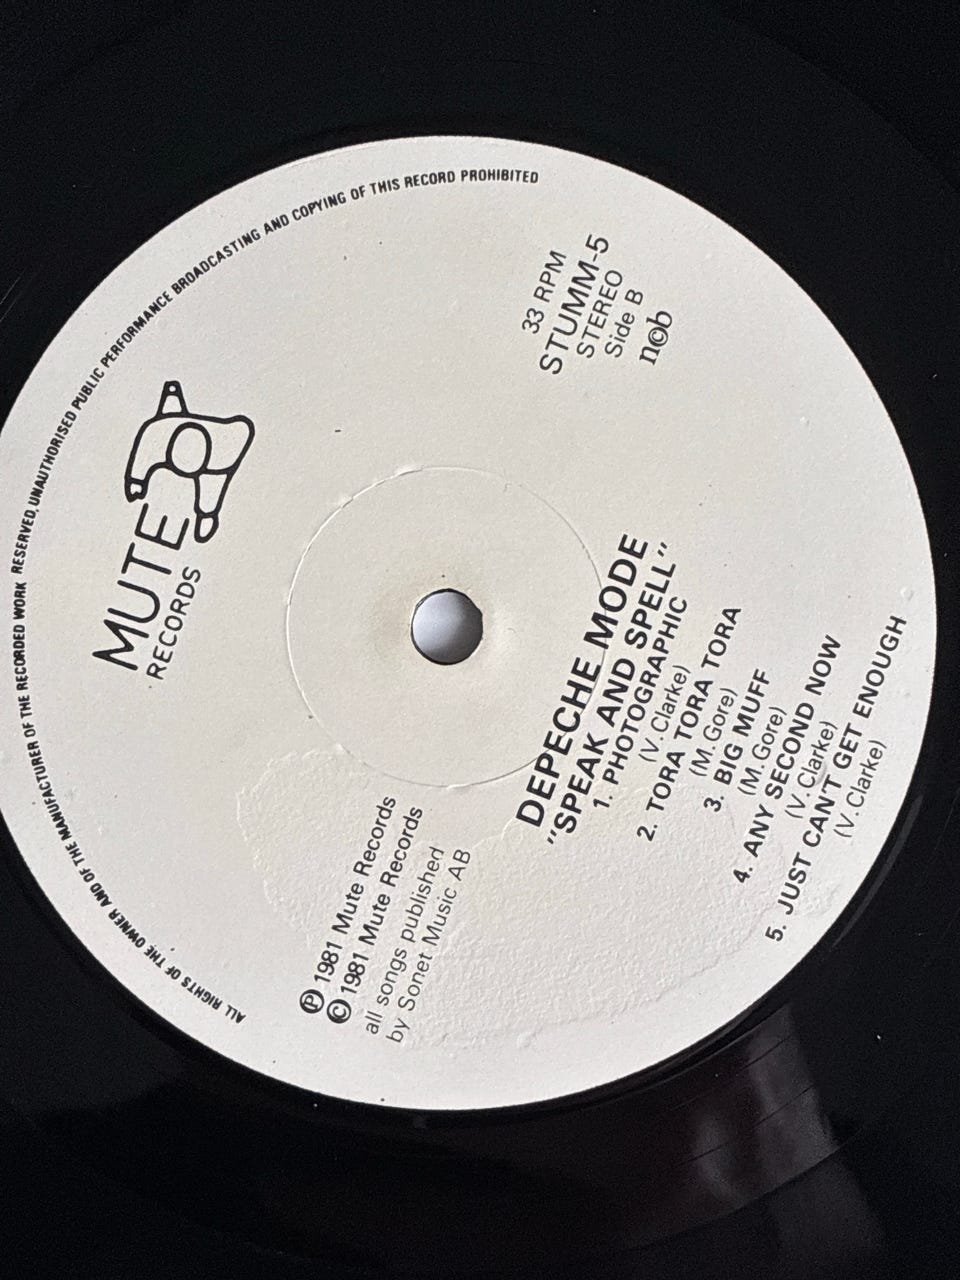 ALL RIGHTS OF THE OWNER AND OF THE MANUFACTURER OF THE RECORDED WORK RESERVED, UNAUTHORISED PUBLIC PERFORMANCE BROADCASTING AND COPYING OF THIS RECORD PROHIBITED
MUTE
RECORDS
33 RPM
STUMM-5
STEREO
Side B
n©b
℗ 1981 Mute Records
© 1981 Mute Records
all songs published
by Sonet Music AB
DEPECHE MODE
"SPEAK AND SPELL"
1. PHOTOGRAPHIC
(V. Clarke)
2. TORA TORA TORA
(M. Gore)
3. BIG MUFF
(M. Gore)
4. ANY SECOND NOW
(V. Clarke)
5. JUST CAN'T GET ENOUGH
(V. Clarke)